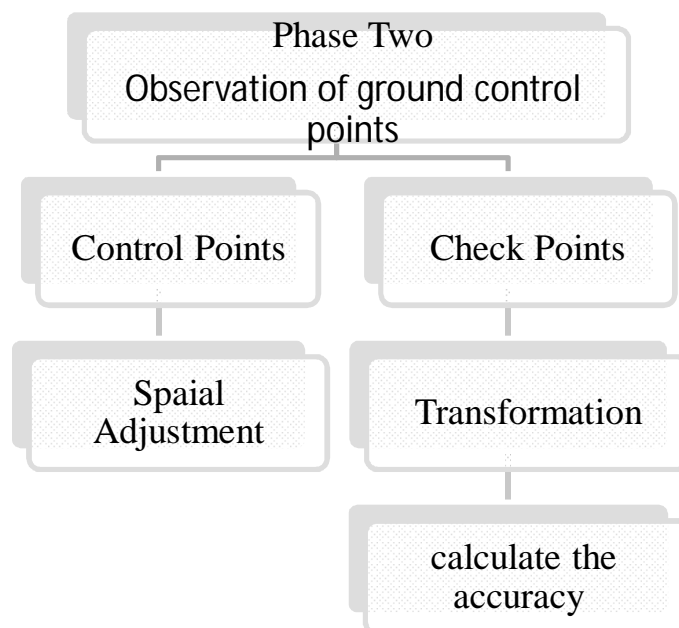 Phase Two
Observation of ground control
points
Control Points
Check Points
Spaial
Adjustment
Transformation
calculate the
accuracy